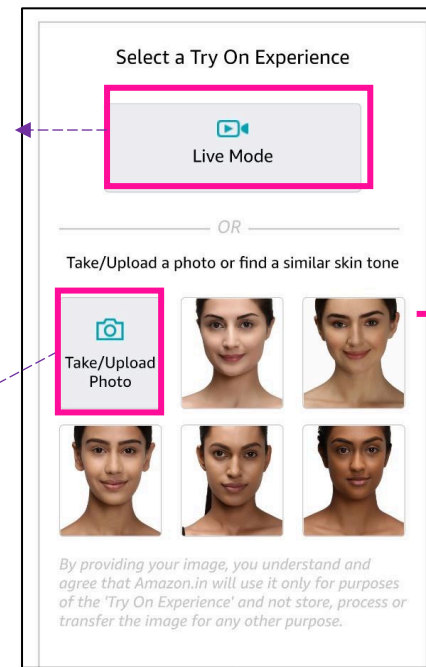 Select a Try On Experience
Live Mode
OR
Take/Upload a photo or find a similar skin tone
Take/Upload
Photo
By providing your image, you understand and
agree that Amazon.in will use it only for purposes
of the 'Try On Experience' and not store, process or
transfer the image for any other purpose.